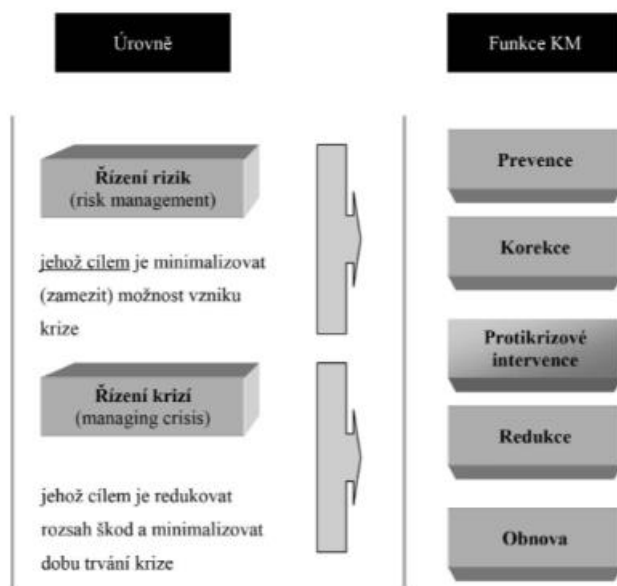 Úrovně
Funkce KM
Řízení rizik
(risk management)
jehož cílem je minimalizovat
(zamezit) možnost vzniku
krize
Řízení krizí
(managing crisis)
jehož cílem je redukovat
rozsah škod a minimalizovat
dobu trvání krize
Prevence
Korekce
Protikrizové
intervence
Redukce
Obnova